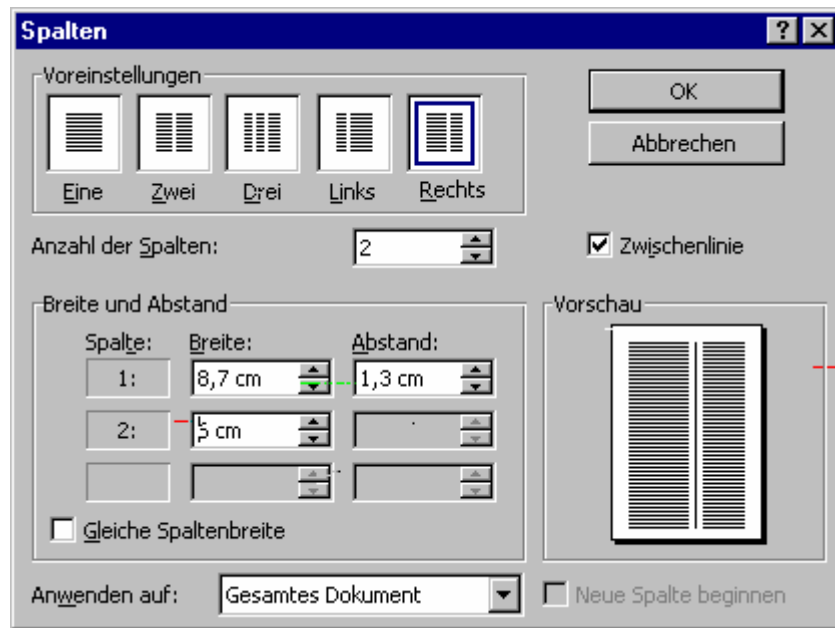 Spalten
Voreinstellungen
OK
Abbrechen
Eine Zwei Drei Links Rechts
Anzahl der Spalten: 2 Zwischenlinie
Breite und Abstand Vorschau
Spalte: Breite: Abstand:
1: 8,7 cm 1,3 cm
2: 5 cm
Gleiche Spaltenbreite
Anwenden auf: Gesamtes Dokument Neue Spalte beginnen